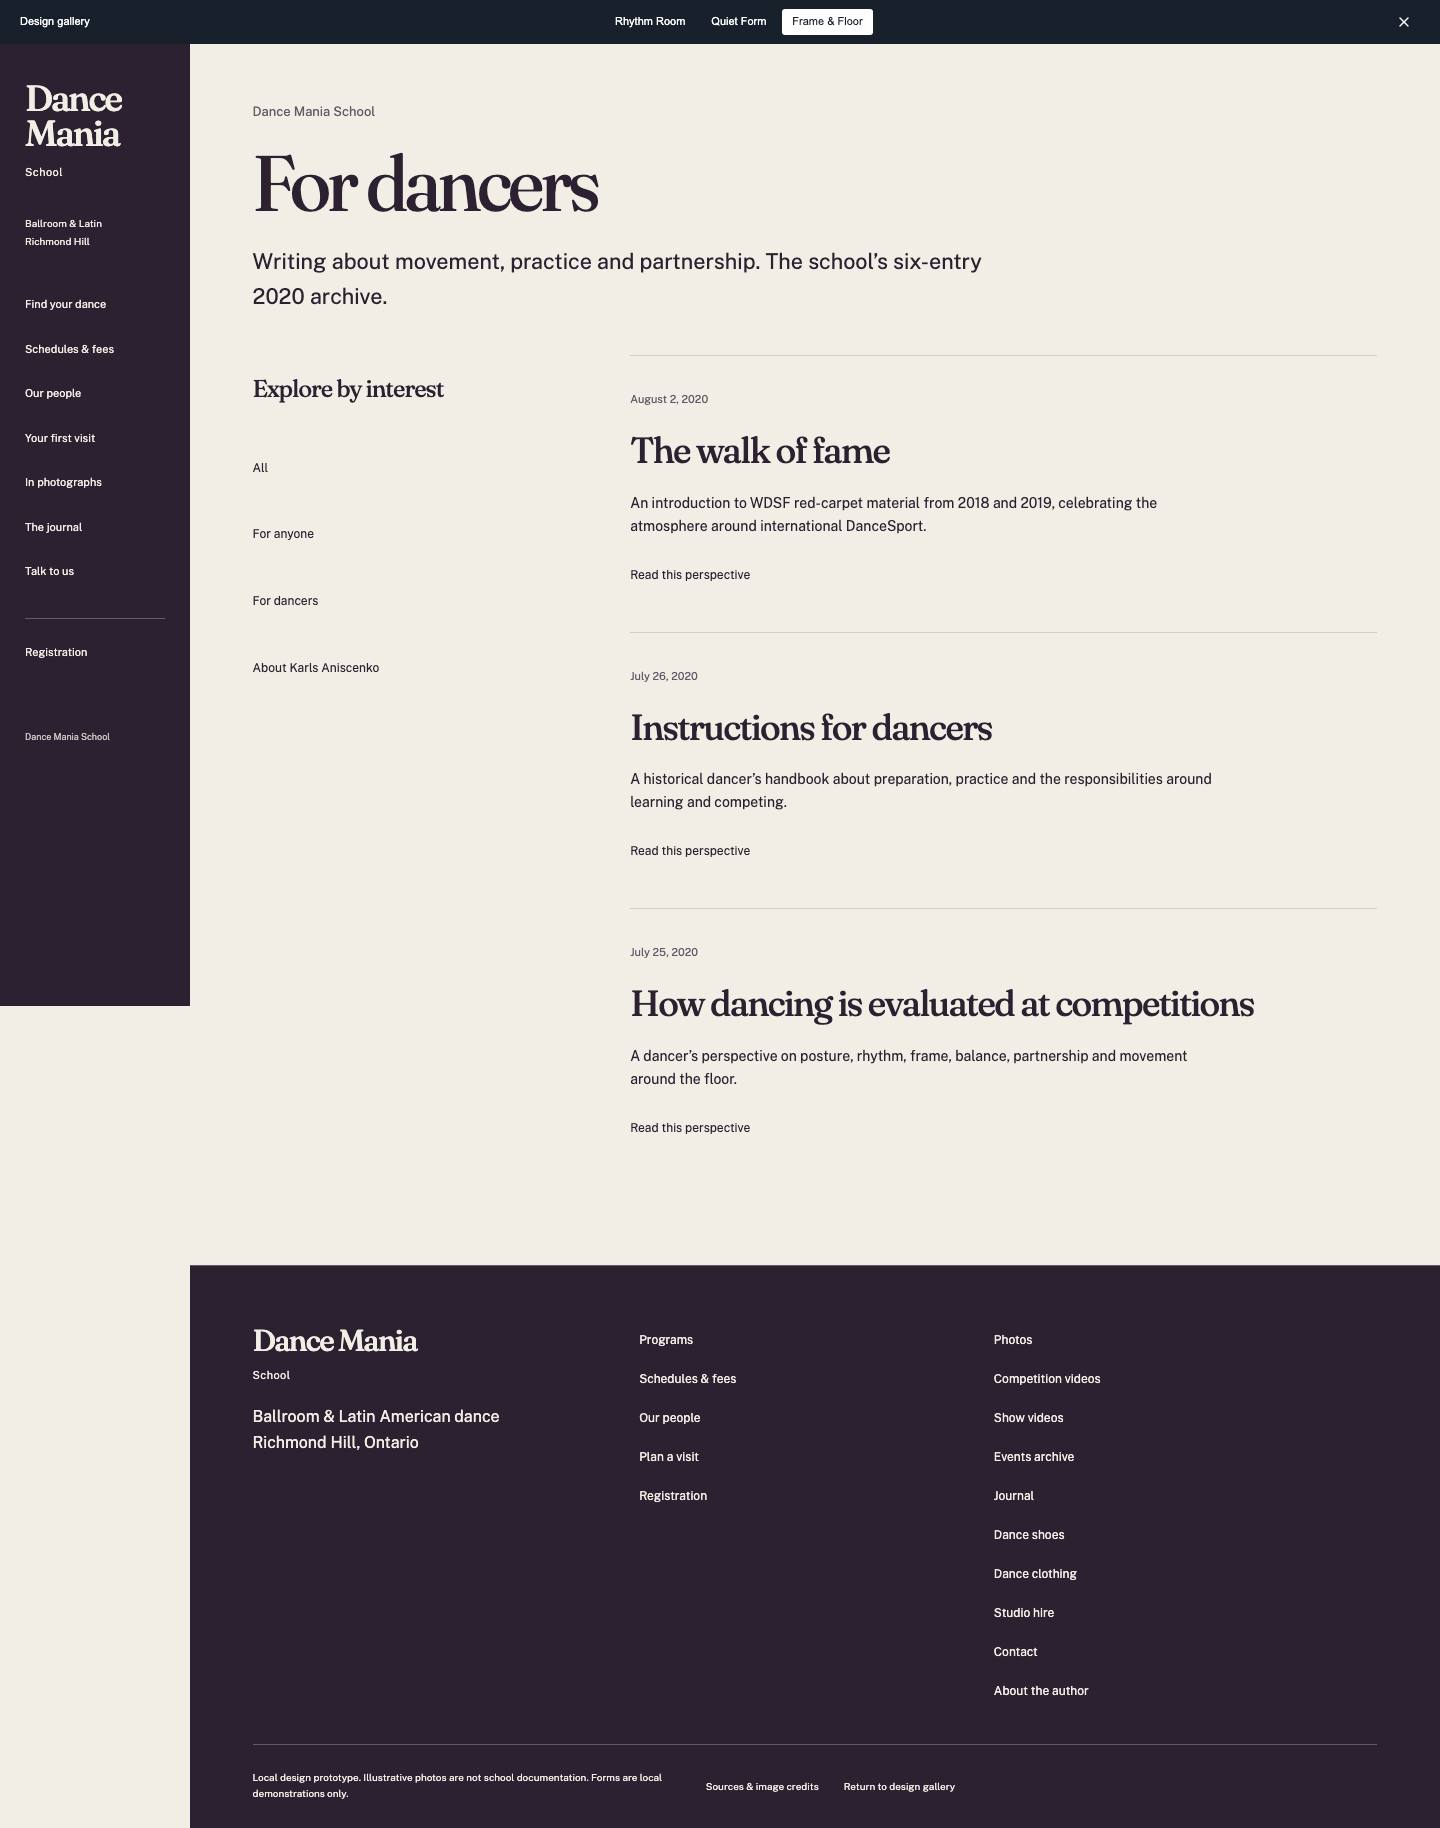 Design gallery
Rhythm Room
Quiet Form
Frame & Floor
Dance
Mania
School
Ballroom & Latin
Richmond Hill
Find your dance
Schedules & fees
Our people
Your first visit
In photographs
The journal
Talk to us
Registration
Dance Mania School
Dance Mania School
For dancers
Writing about movement, practice and partnership. The school’s six-entry
2020 archive.
Explore by interest
All
For anyone
For dancers
About Karls Aniscenko
August 2, 2020
The walk of fame
An introduction to WDSF red-carpet material from 2018 and 2019, celebrating the
atmosphere around international DanceSport.
Read this perspective
July 26, 2020
Instructions for dancers
A historical dancer’s handbook about preparation, practice and the responsibilities around
learning and competing.
Read this perspective
July 25, 2020
How dancing is evaluated at competitions
A dancer’s perspective on posture, rhythm, frame, balance, partnership and movement
around the floor.
Read this perspective
Dance Mania
School
Ballroom & Latin American dance
Richmond Hill, Ontario
Programs
Schedules & fees
Our people
Plan a visit
Registration
Photos
Competition videos
Show videos
Events archive
Journal
Dance shoes
Dance clothing
Studio hire
Contact
About the author
Local design prototype. Illustrative photos are not school documentation. Forms are local
demonstrations only.
Sources & image credits
Return to design gallery